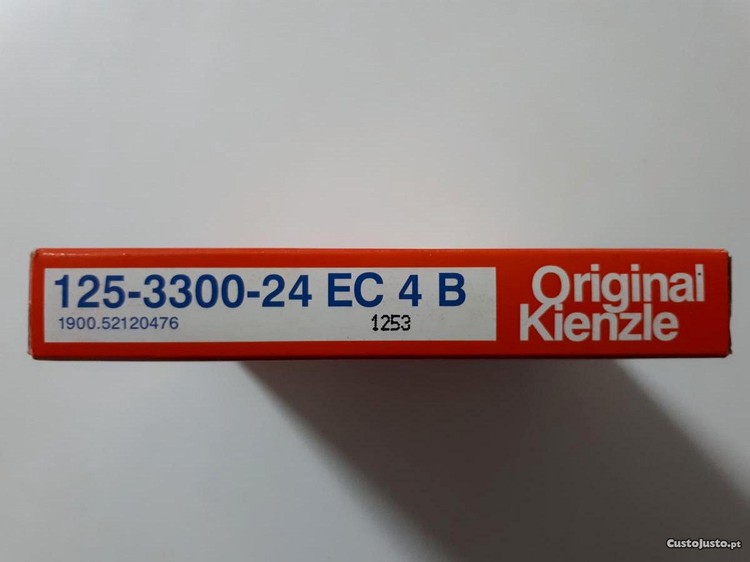 125-3300-24 EC 4 B
1900.52120476 1253
Original
Kienzle
CustoJusto.pt